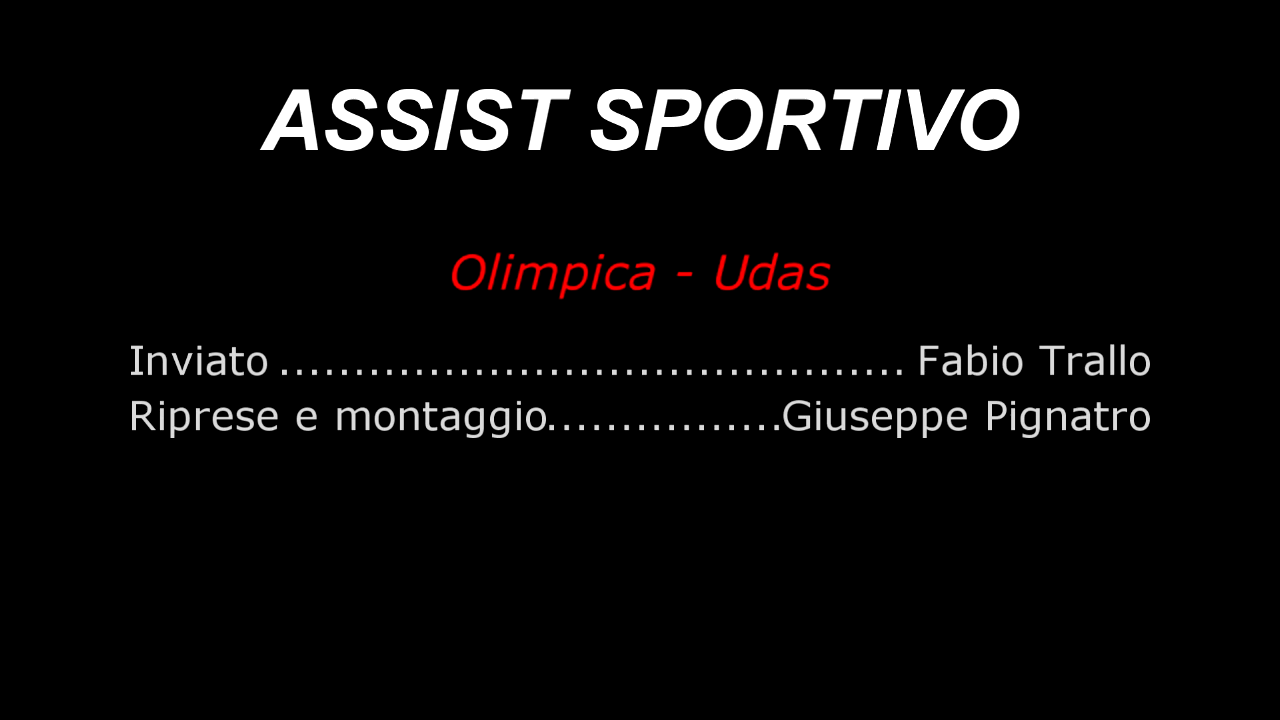 ASSIST SPORTIVO
Olimpica - Udas
Inviato .......................................... Fabio Trallo
Riprese e montaggio................Giuseppe Pignatro